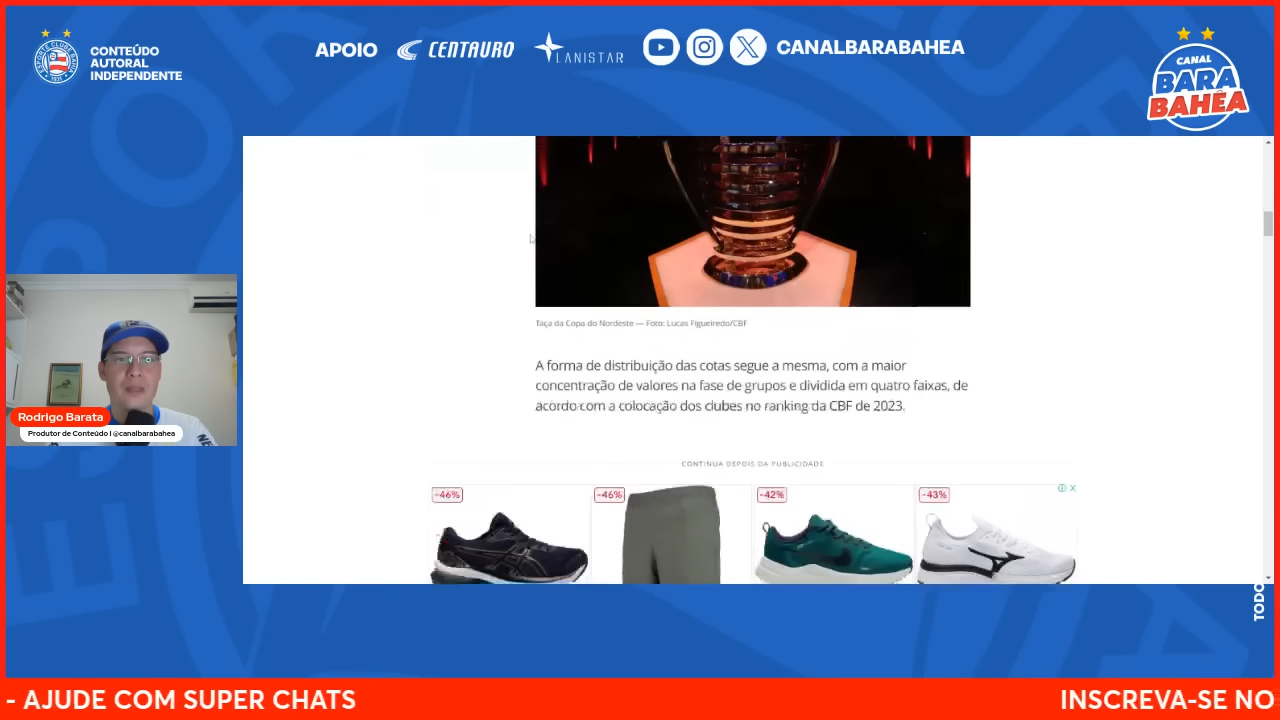 CONTEÚDO
AUTORAL
INDEPENDENTE
APOIO
CENTAURO
LANISTAR
CANALBARABAHEA
CANAL
BARA
BAHÊA
Taça da Copa do Nordeste — Foto: Lucas Figueiredo/CBF
A forma de distribuição das cotas segue a mesma, com a maior
concentração de valores na fase de grupos e dividida em quatro faixas, de
acordo com a colocação dos clubes no ranking da CBF de 2023.
CONTINUA DEPOIS DA PUBLICIDADE
-46%
-46%
-42%
-43%
Rodrigo Barata
Produtor de Conteúdo | @canalbarabahea
TODO
- AJUDE COM SUPER CHATS
INSCREVA-SE NO